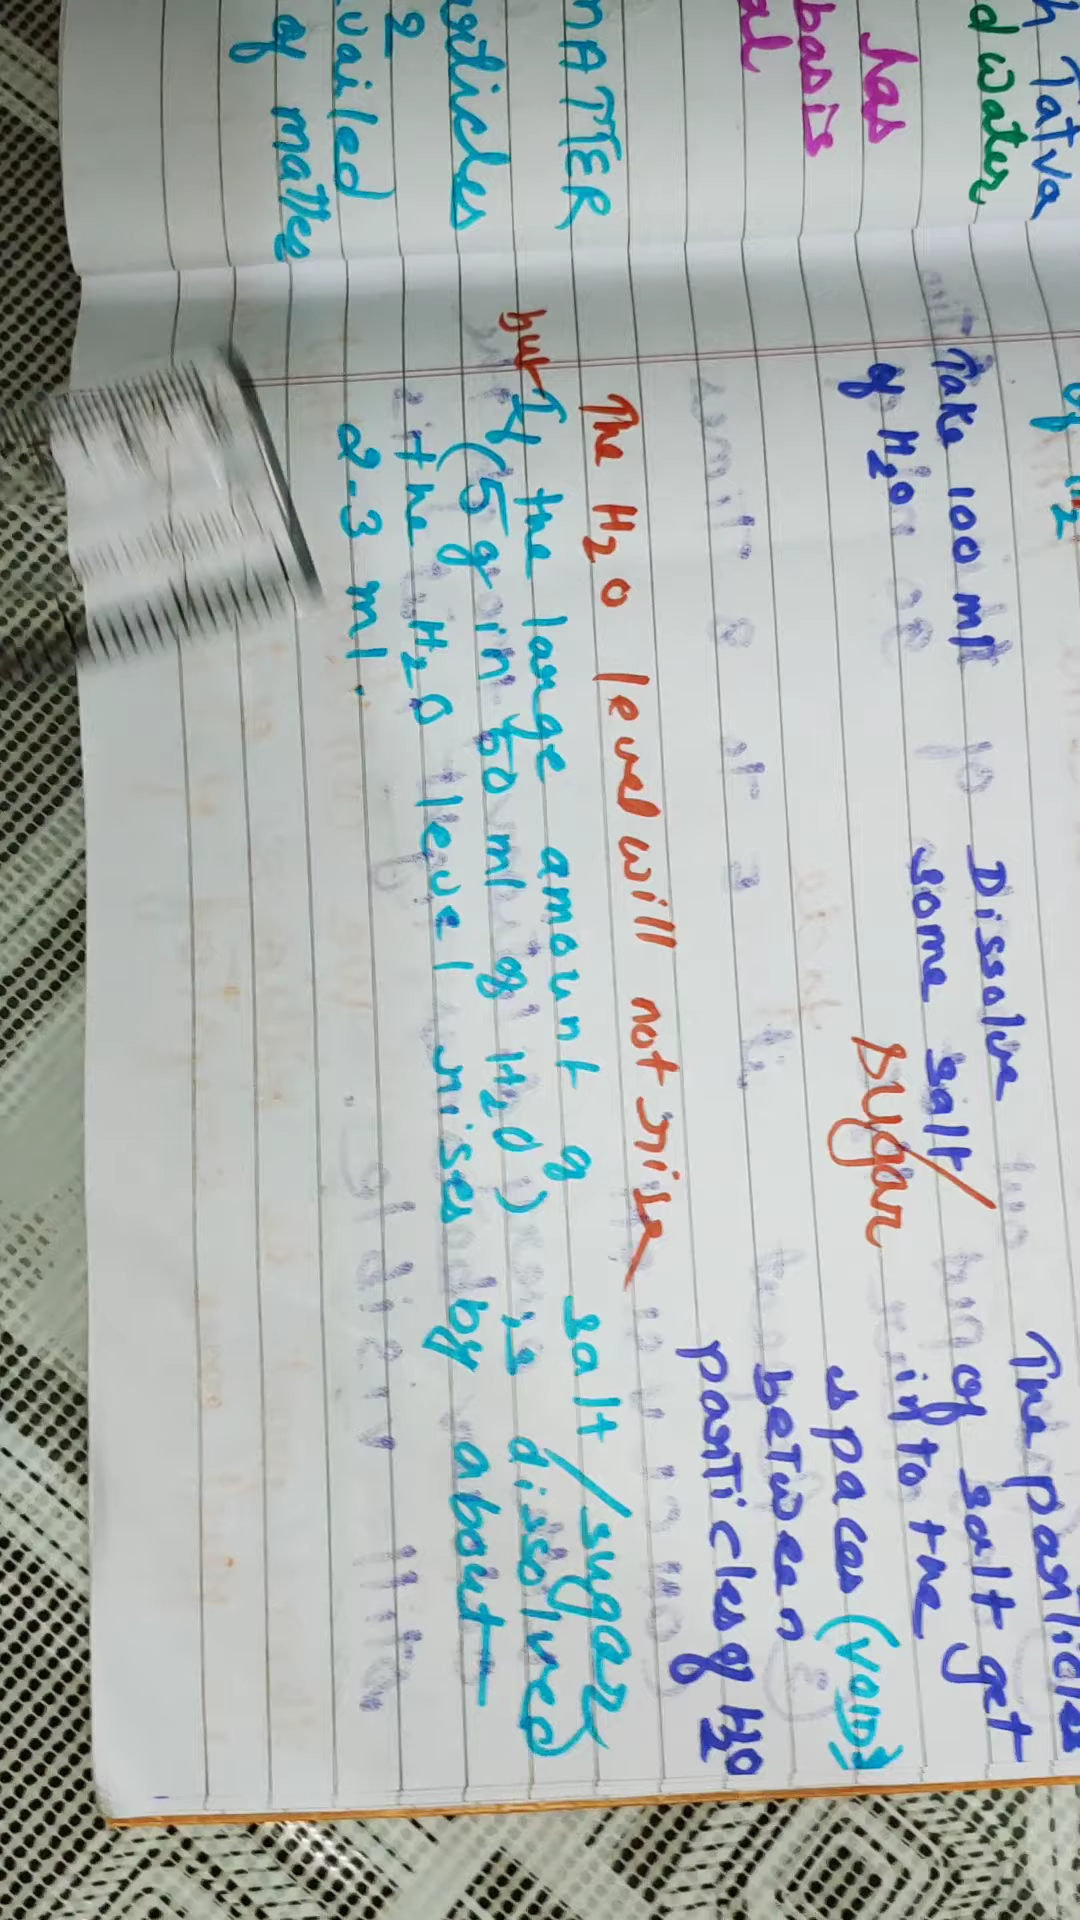 h Tatva
d water
has
basis
al
MATTER
articles
2
vailed
of matter
Take 100 ml
of H2O
Dissolve
some salt/
sugar
The particles
of salt get
into the
spaces (voids)
between
particles of H2O
The H2O level will not rise
but If the large amount of salt/sugar
(5 g in 50 ml of H2O) is dissolved
the H2O level rises by about
2-3 ml.